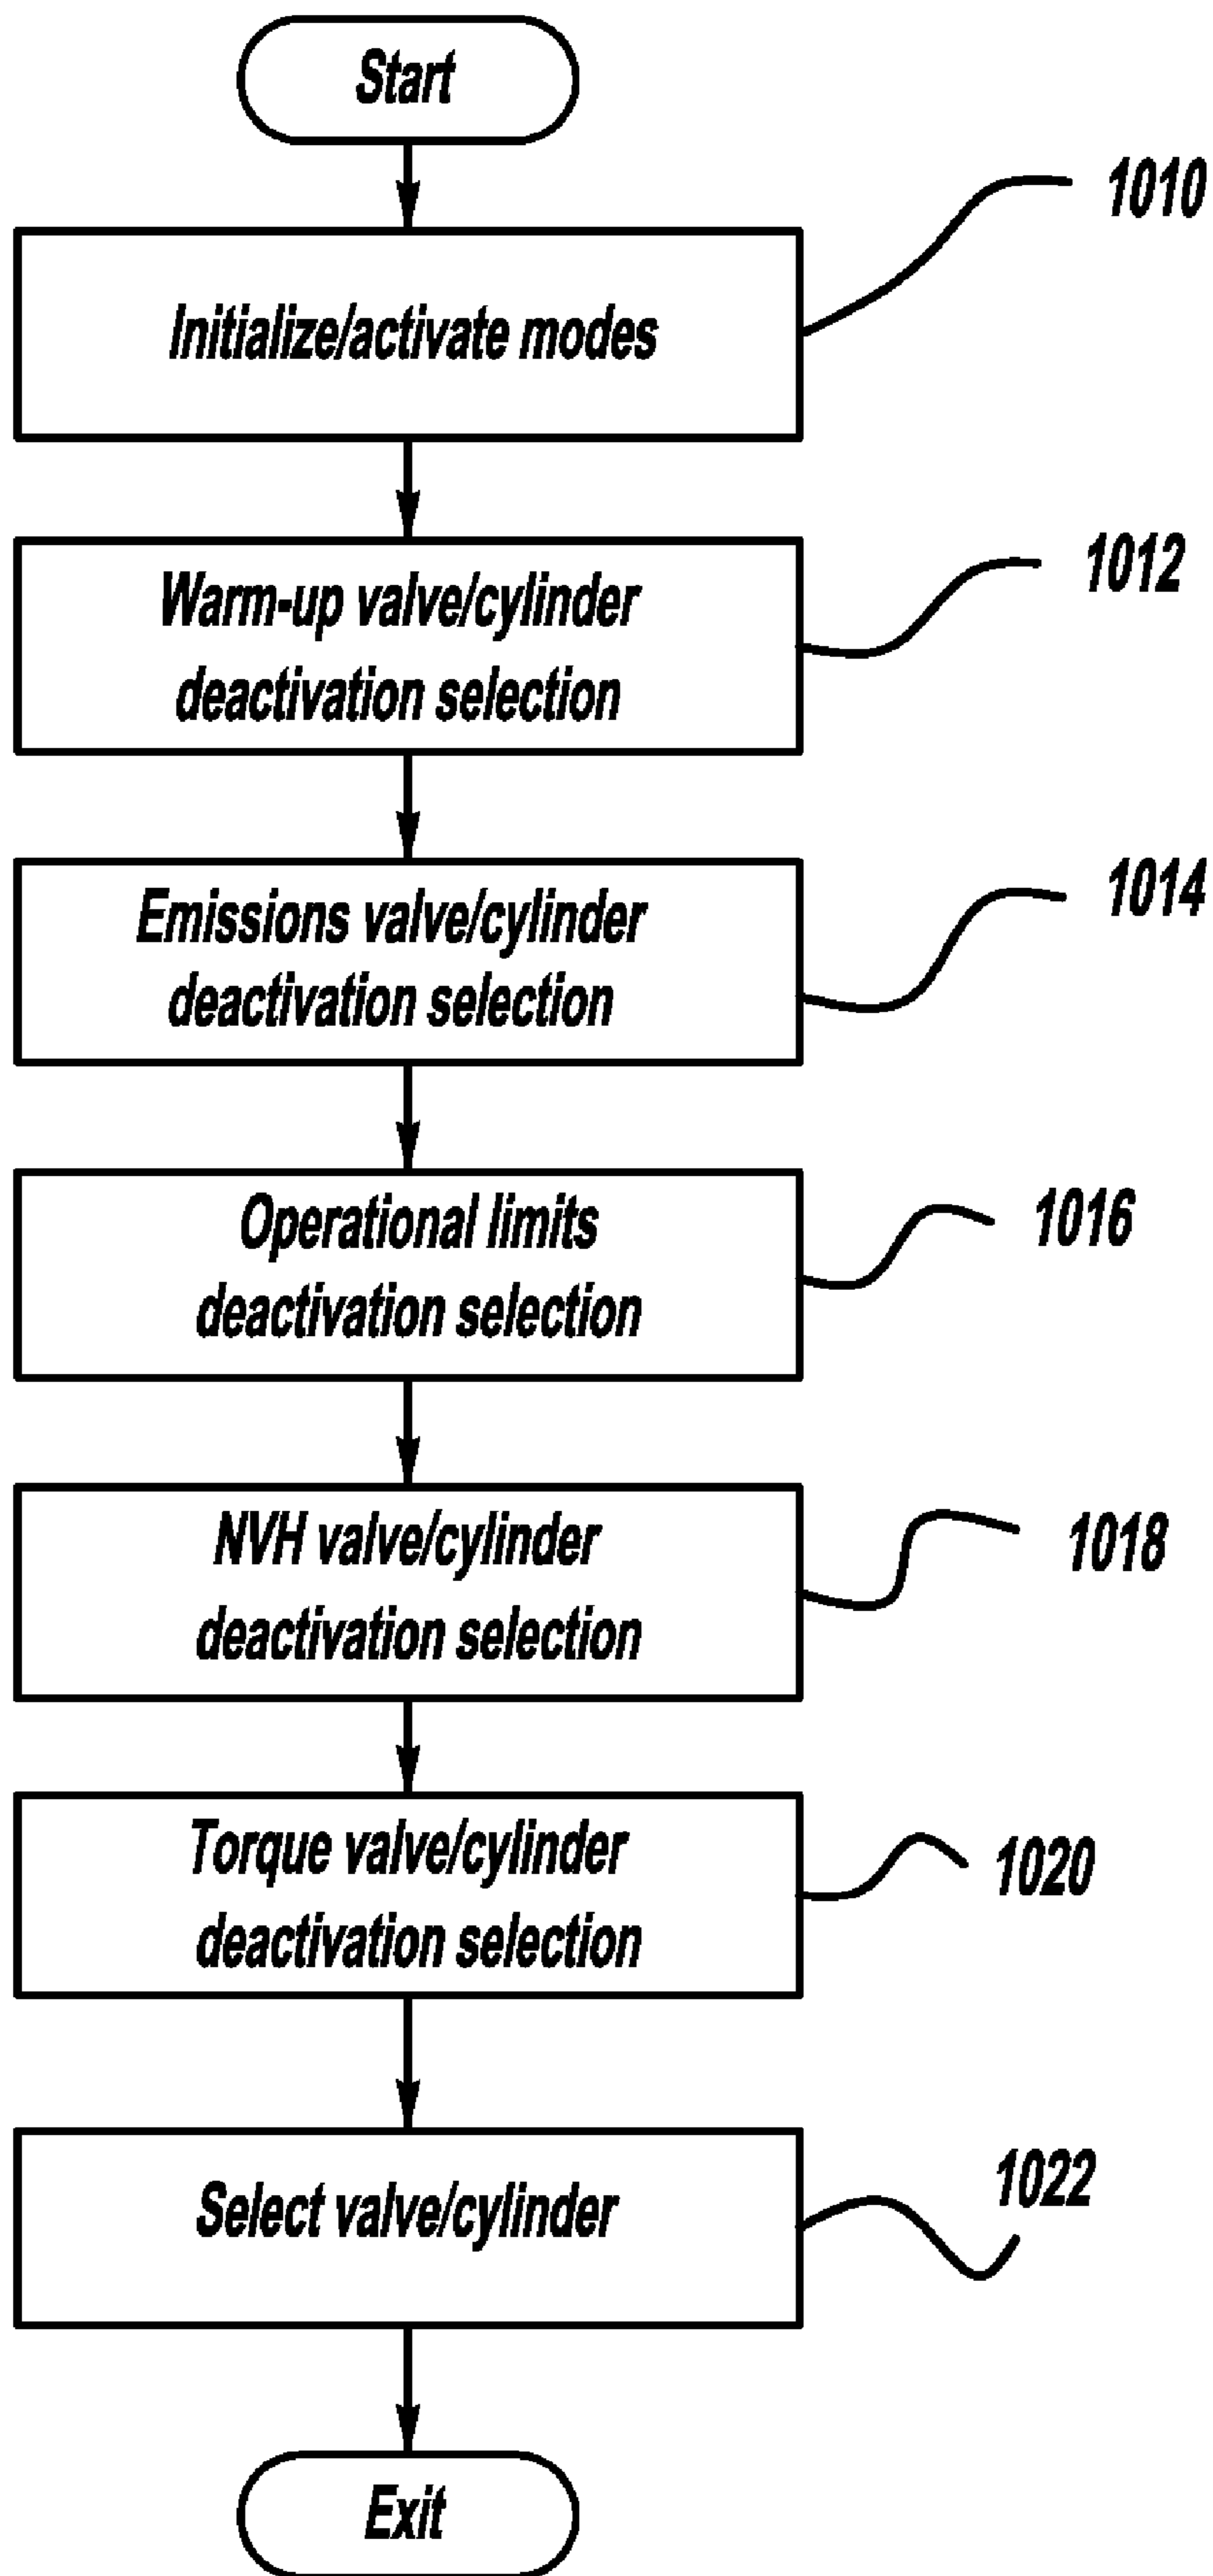 Start
1010
Initialize/activate modes
1012
Warm-up valve/cylinder
deactivation selection
1014
Emissions valve/cylinder
deactivation selection
1016
Operational limits
deactivation selection
1018
NVH valve/cylinder
deactivation selection
1020
Torque valve/cylinder
deactivation selection
1022
Select valve/cylinder
Exit